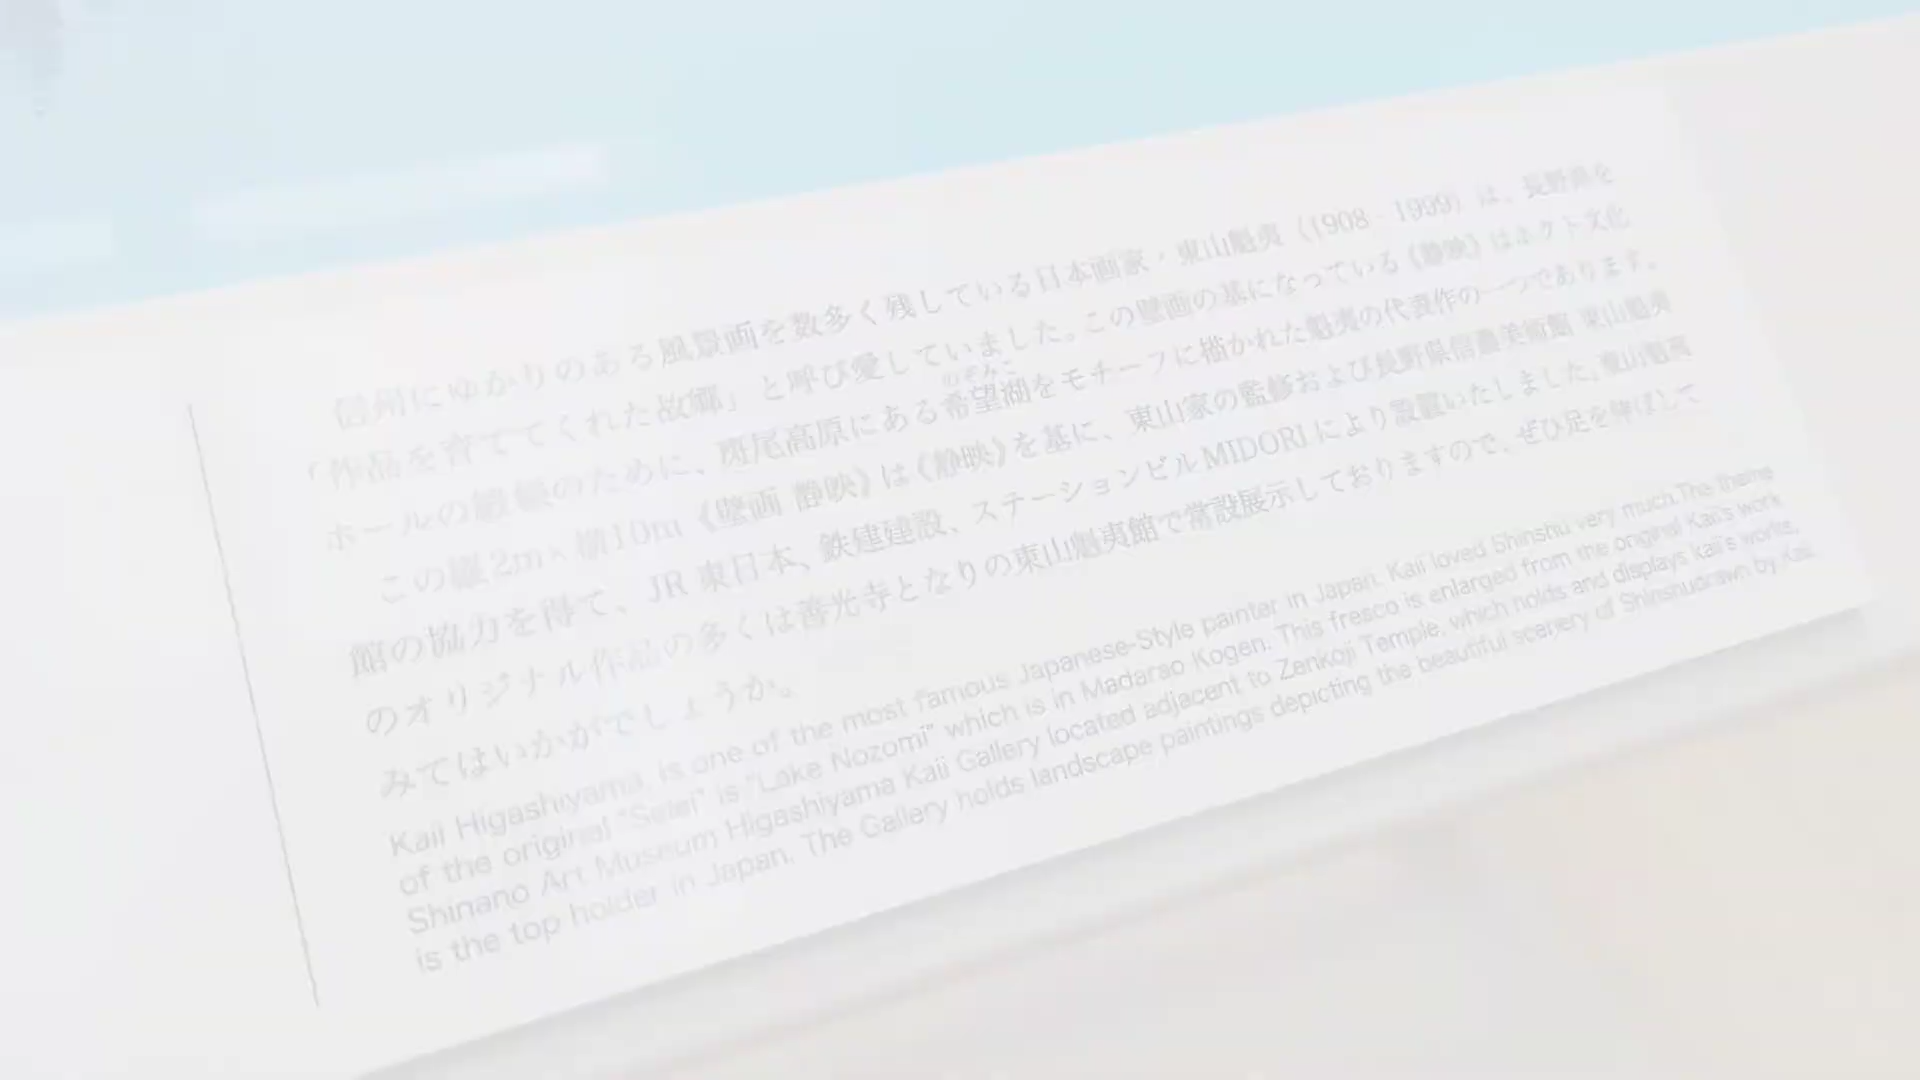 信州にゆかりのある風景画を数多く残している日本画家・東山魁夷(1908-1999)は、長野県を
「作品を育ててくれた故郷」と呼び愛していました。この壁画の基になっている《静映》はホクト文化
ホールの緞帳のために、斑尾高原にある希望湖をモチーフに描かれた魁夷の代表作の一つであります。
のぞみこ
この縦2m×横10m《壁画 静映》は《静映》を基に、東山家の監修および長野県信濃美術館 東山魁夷
館の協力を得て、JR東日本、鉄建建設、ステーションビルMIDORIにより設置いたしました。東山魁夷
のオリジナル作品の多くは善光寺となりの東山魁夷館で常設展示しておりますので、ぜひ足を伸ばして
みてはいかがでしょうか。
Kaii Higashiyama, is one of the most famous Japanese-Style painter in Japan. Kaii loved Shinshu very much.The theme
of the original "Seiei" is "Lake Nozomi" which is in Madarao Kogen. This fresco is enlarged from the original Kaii's work.
Shinano Art Museum Higashiyama Kaii Gallery located adjacent to Zenkoji Temple, which holds and displays kaii's works,
is the top holder in Japan. The Gallery holds landscape paintings depicting the beautiful scenery of Shinshudrawn by Kaii.